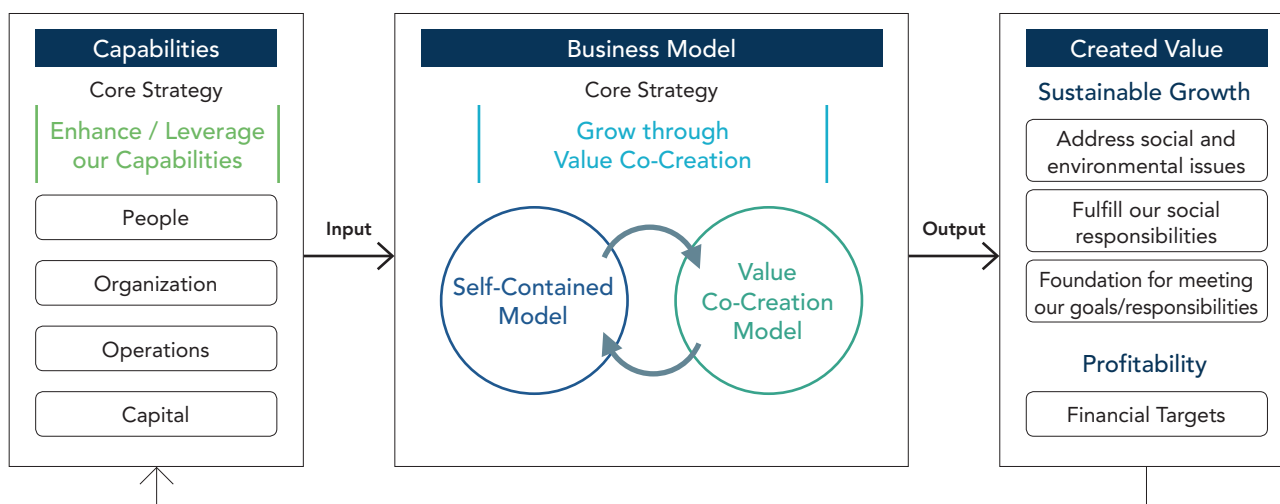 Capabilities
Core Strategy
Enhance / Leverage
our Capabilities
People
Organization
Operations
Capital
Input
Business Model
Core Strategy
Grow through
Value Co-Creation
Self-Contained
Model
Value
Co-Creation
Model
Output
Created Value
Sustainable Growth
Address social and
environmental issues
Fulfill our social
responsibilities
Foundation for meeting
our goals/responsibilities
Profitability
Financial Targets